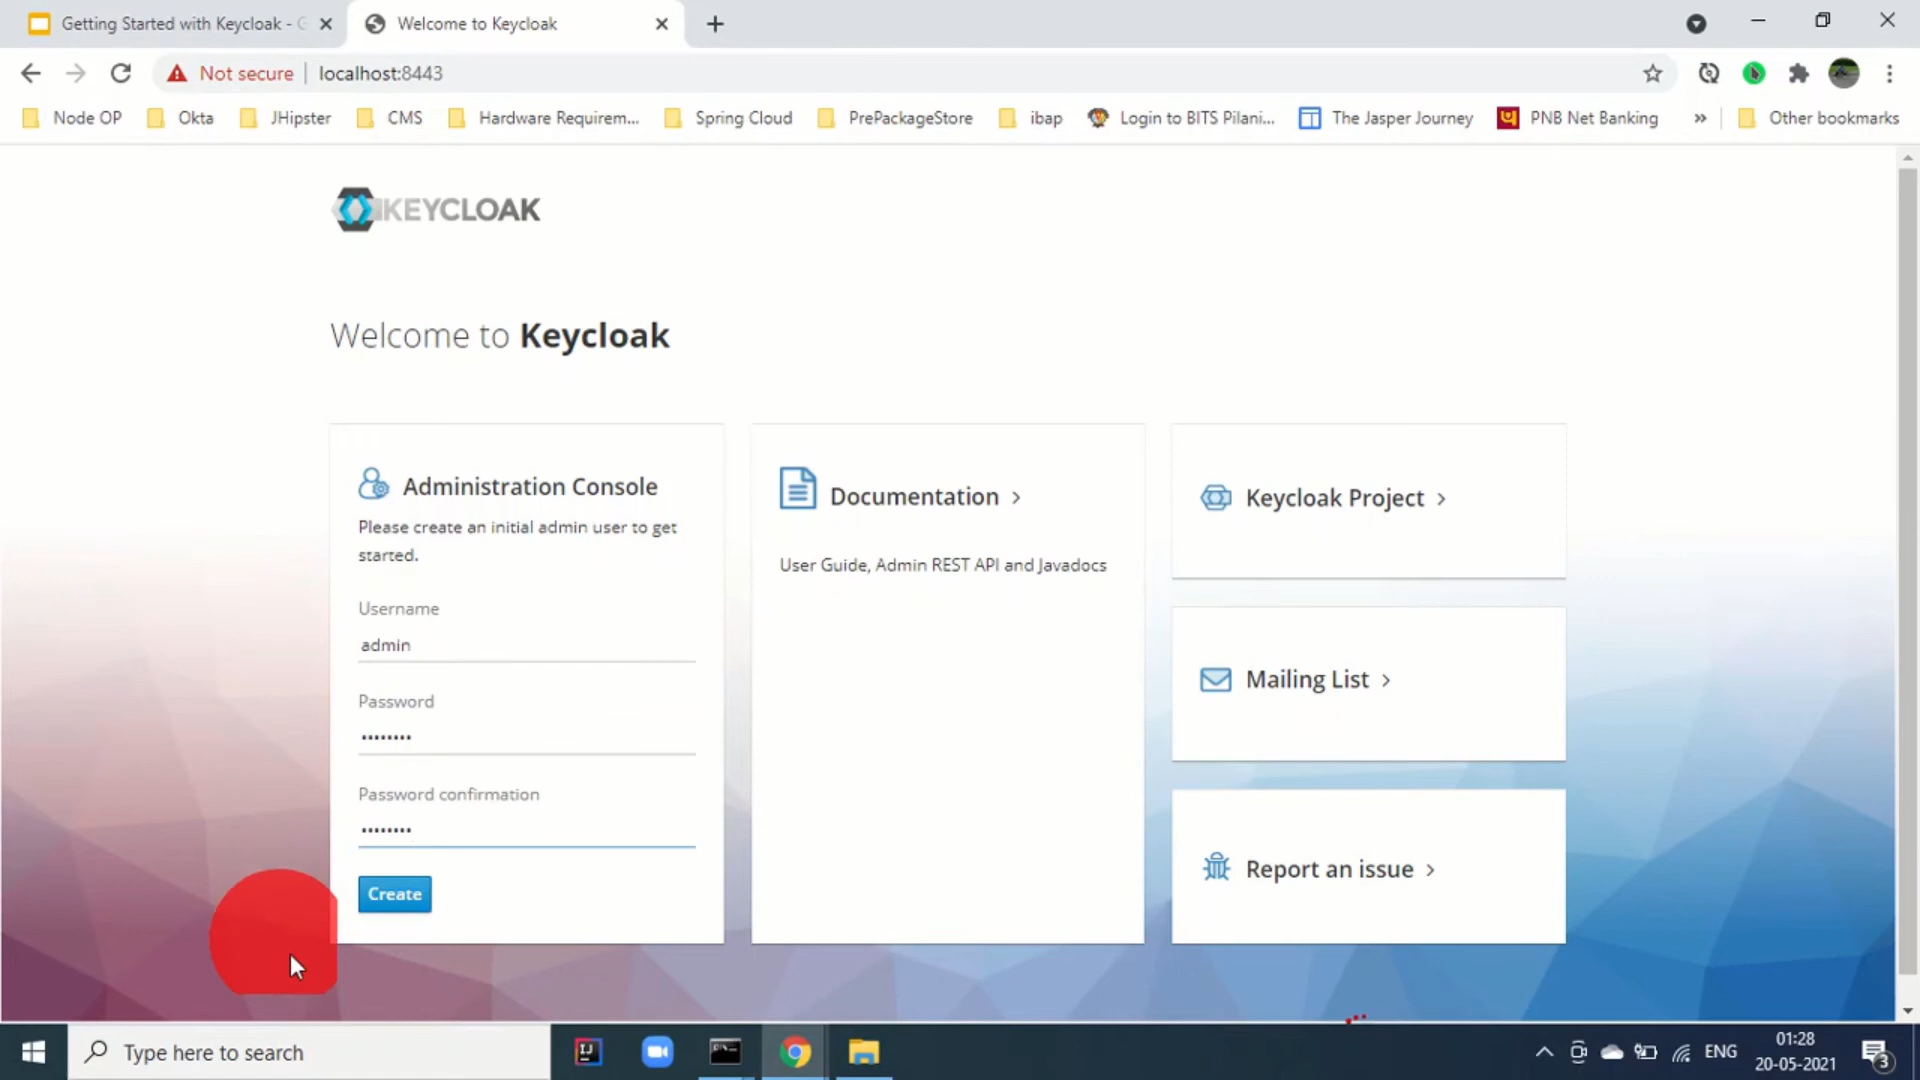 Getting Started with Keycloak - G
Welcome to Keycloak
Not secure
localhost:8443
Node OP
Okta
JHipster
CMS
Hardware Requirem...
Spring Cloud
PrePackageStore
ibap
Login to BITS Pilani...
The Jasper Journey
PNB Net Banking
»
Other bookmarks
KEYCLOAK
Welcome to Keycloak
Administration Console
Please create an initial admin user to get
started.
Username
admin
Password
••••••••
Password confirmation
••••••••
Create
Documentation >
User Guide, Admin REST API and Javadocs
Keycloak Project >
Mailing List >
Report an issue >
Type here to search
ENG
01:28
20-05-2021
3